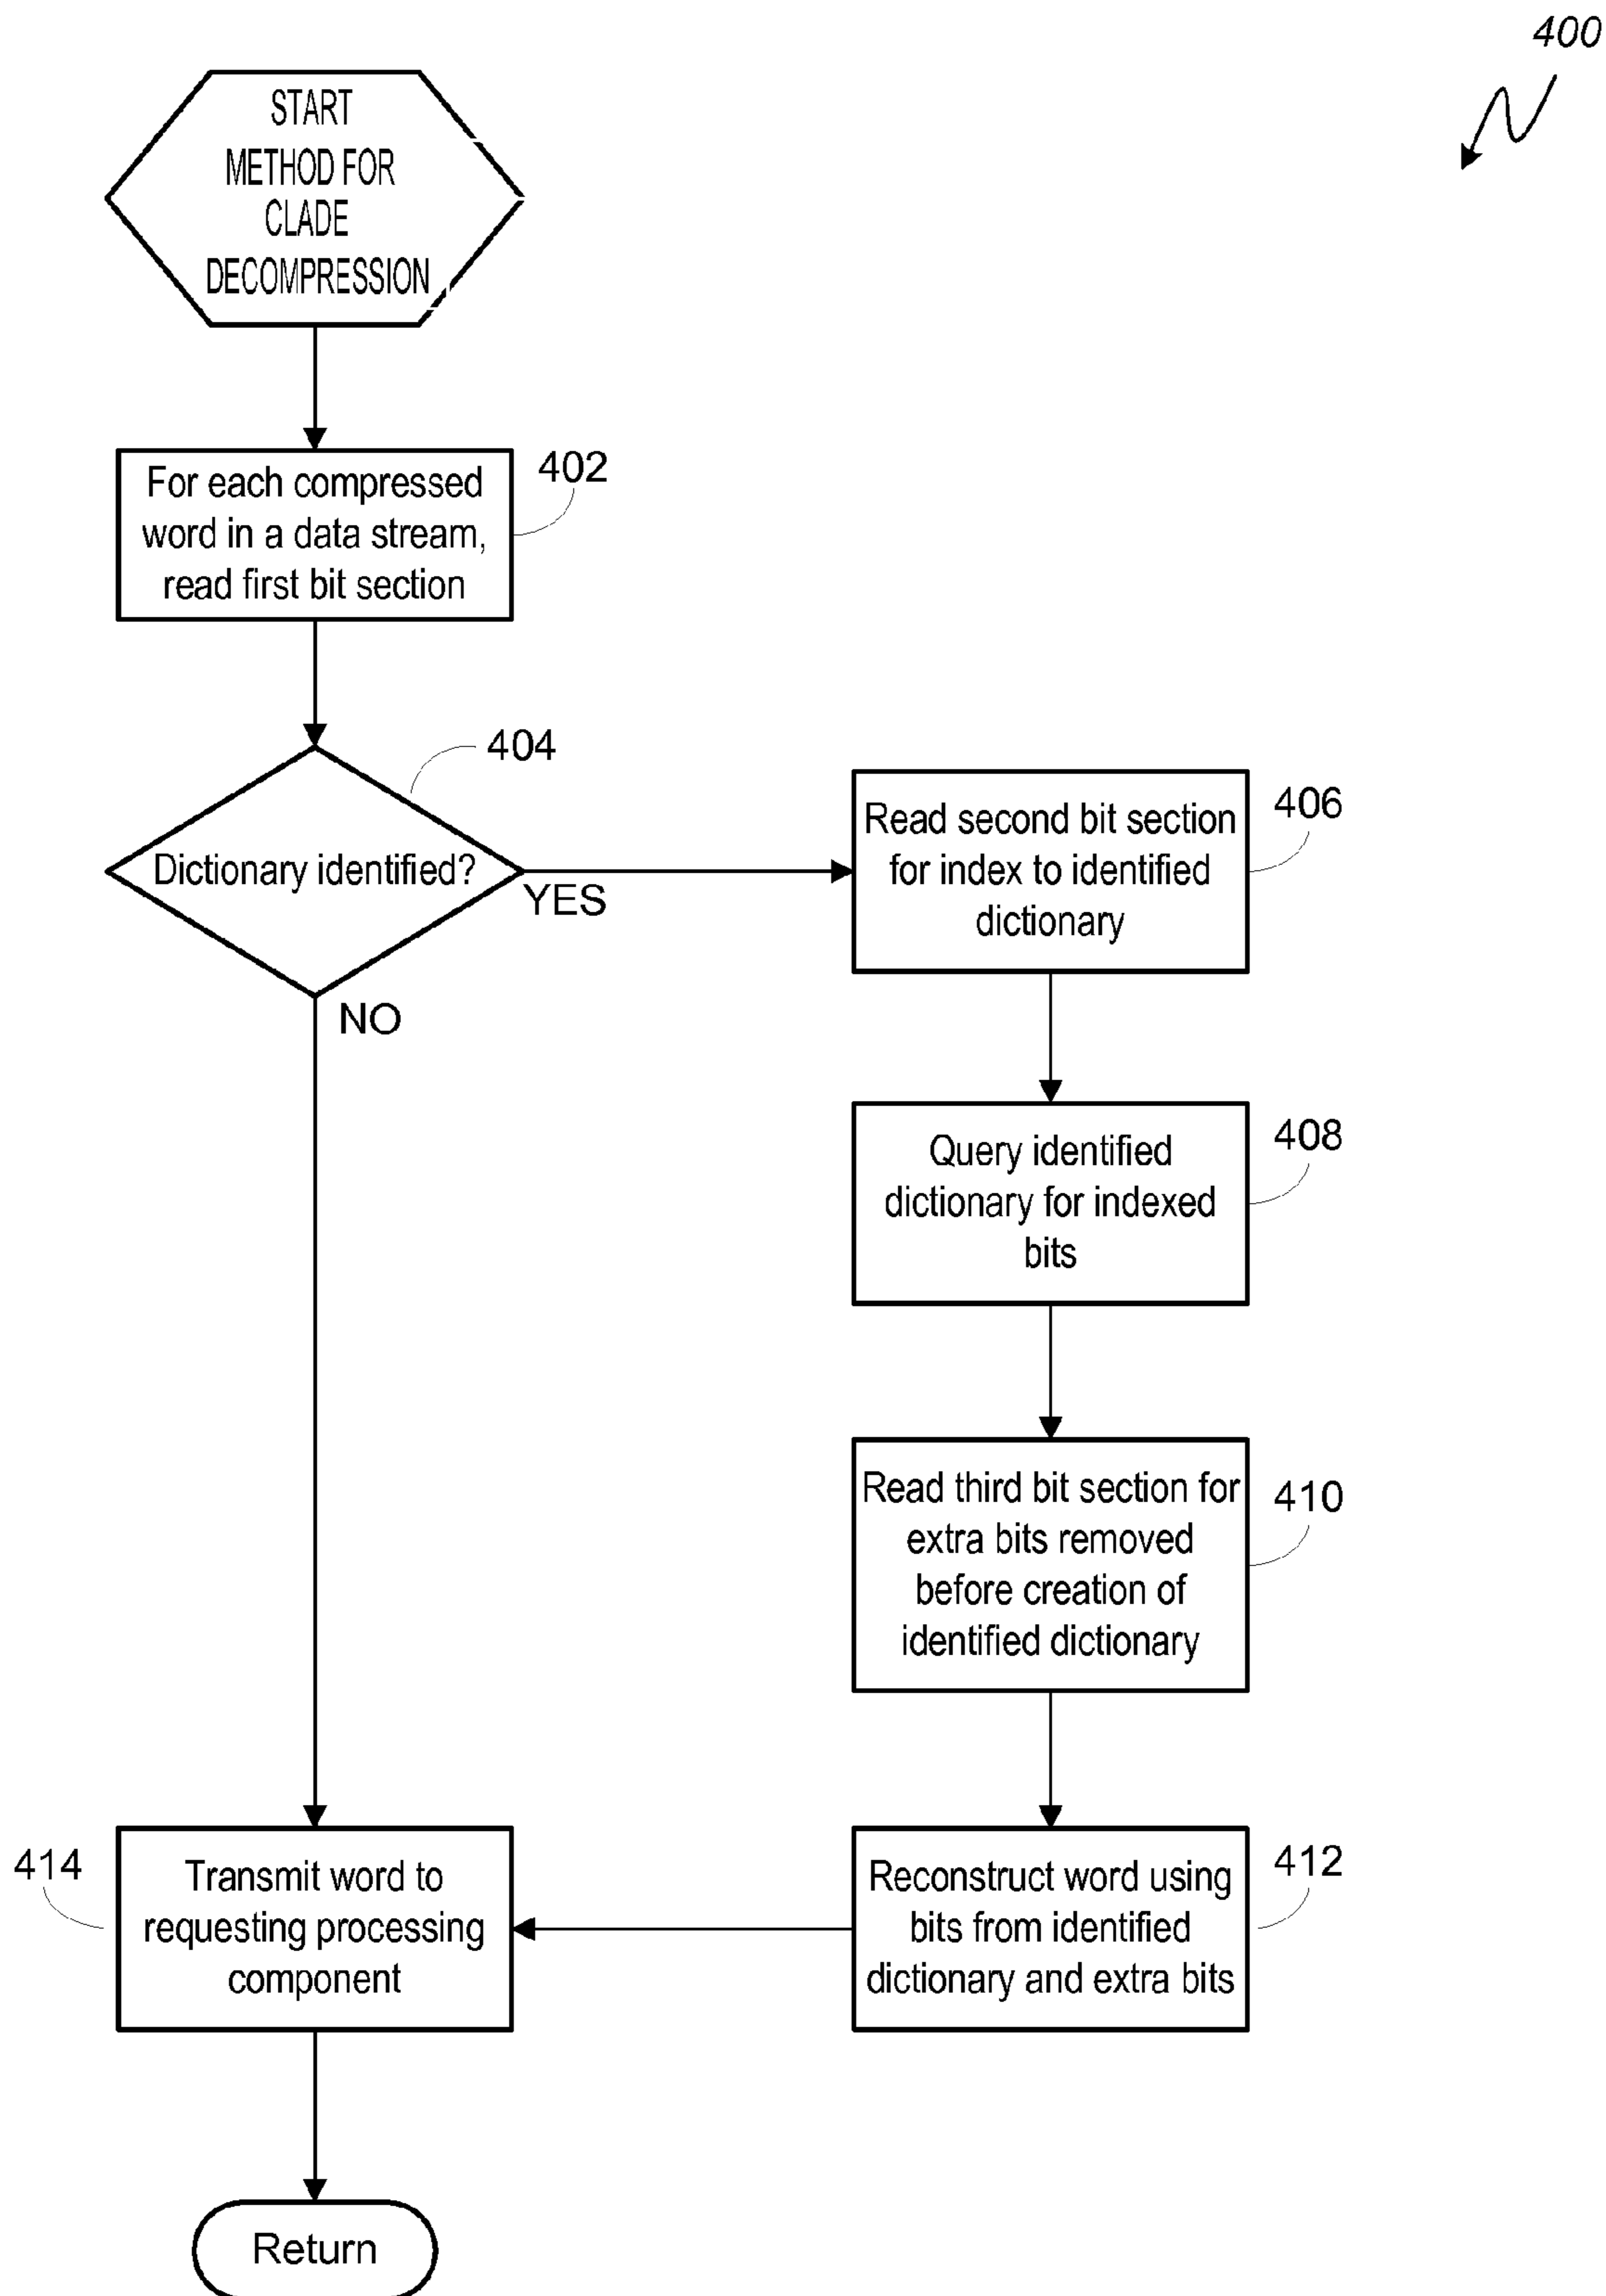 400
START
METHOD FOR
CLADE
DECOMPRESSION
For each compressed
word in a data stream,
read first bit section
402
404
Dictionary identified?
YES
NO
Read second bit section
for index to identified
dictionary
406
Query identified
dictionary for indexed
bits
408
Read third bit section for
extra bits removed
before creation of
identified dictionary
410
Reconstruct word using
bits from identified
dictionary and extra bits
412
414
Transmit word to
requesting processing
component
Return